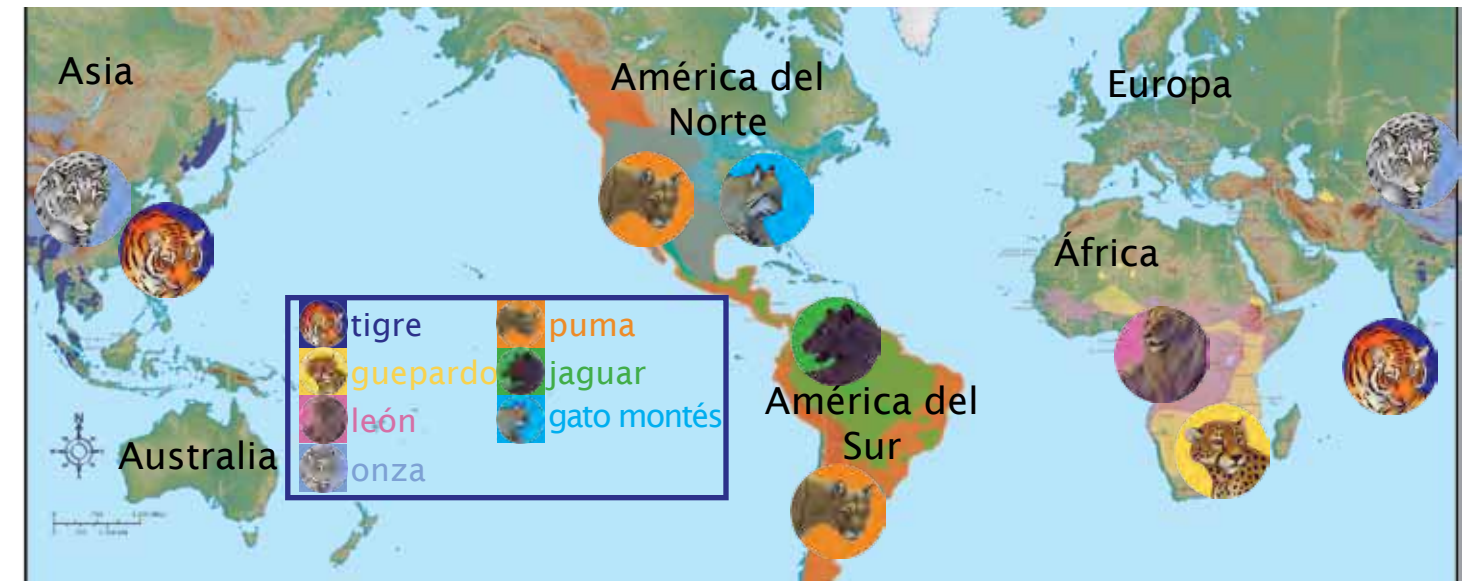 Asia
América del
Norte
Europa
África
tigre
puma
guepardo
jaguar
león
gato montés
onza
Australia
América del
Sur
N